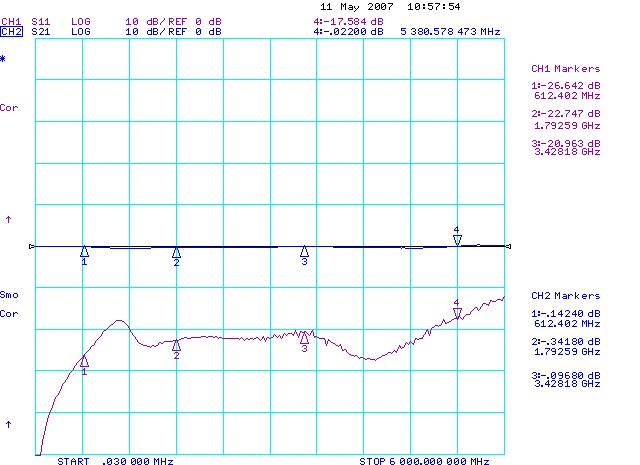 11 May 2007 10:57:54
CH1 S11 LOG 10 dB/REF 0 dB 4:-17.584 dB
CH2 S21 LOG 10 dB/REF 0 dB 4:-.02200 dB 5 380.578 473 MHz
*
CH1 Markers
1:-26.642 dB
612.402 MHz
Cor
2:-22.747 dB
1.79259 GHz
3:-20.963 dB
3.42818 GHz
↑
4
1
2
3
Smo
CH2 Markers
4
Cor
1:-.14240 dB
612.402 MHz
2:-.34180 dB
1.79259 GHz
1
2
3
3:-.09680 dB
3.42818 GHz
↑
START .030 000 MHz STOP 6 000.000 000 MHz